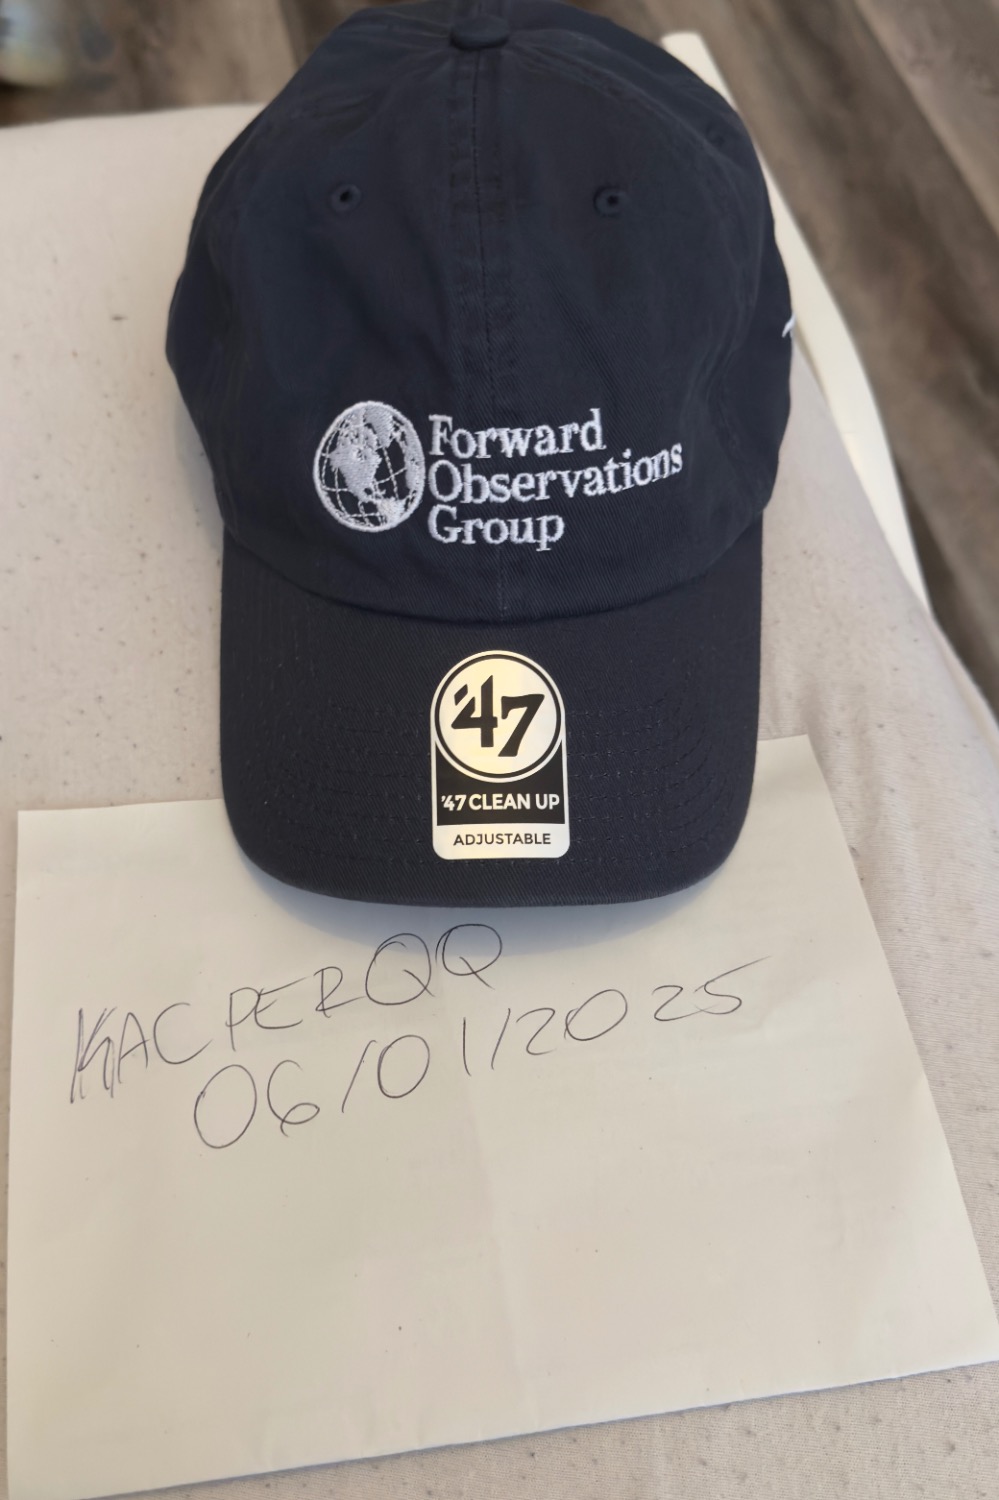 Forward
Observations
Group
'47
'47 CLEAN UP
ADJUSTABLE
KACPERQQ
06/01/2025